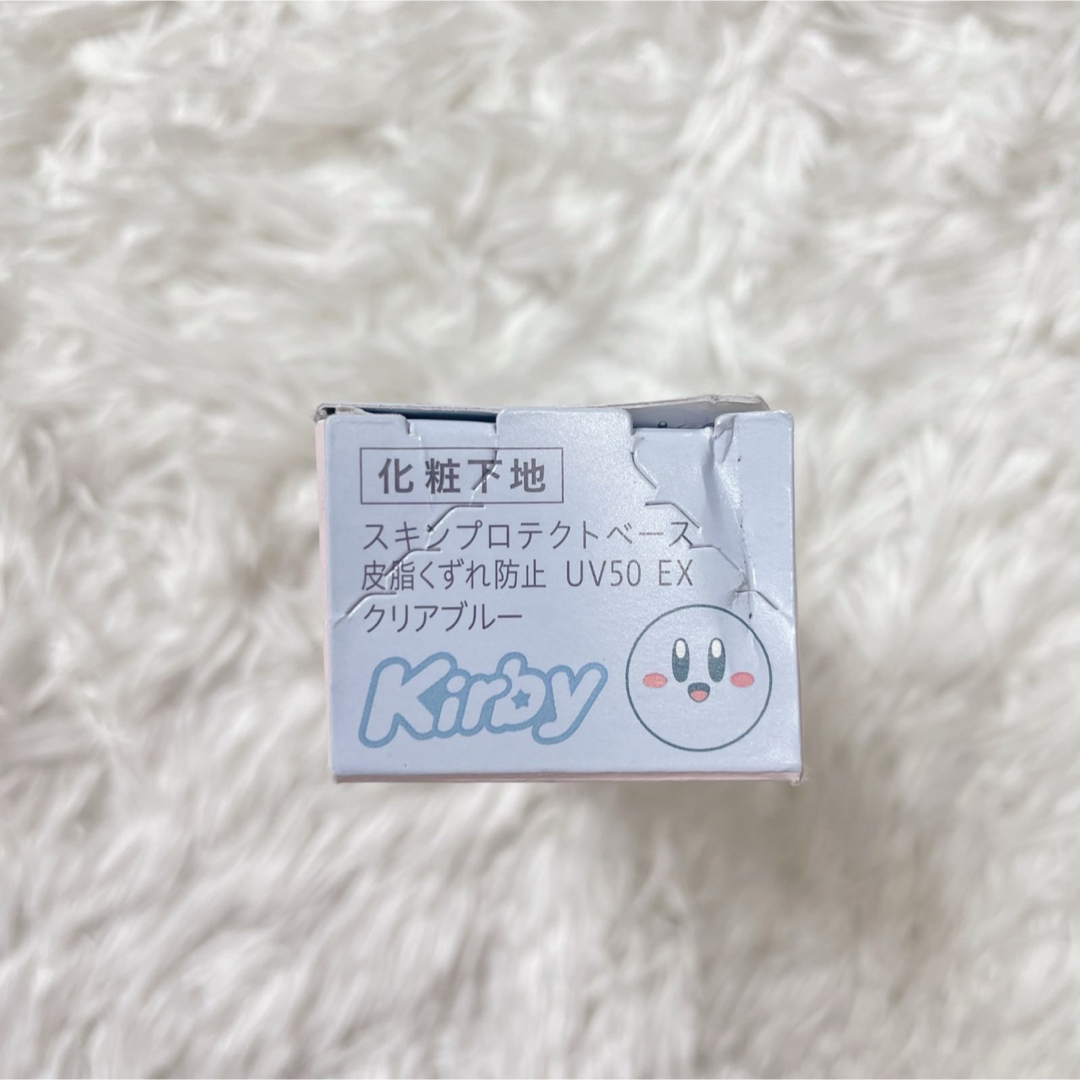 化粧下地
スキンプロテクトベース
皮脂くずれ防止 UV50 EX
クリアブルー
Kirby